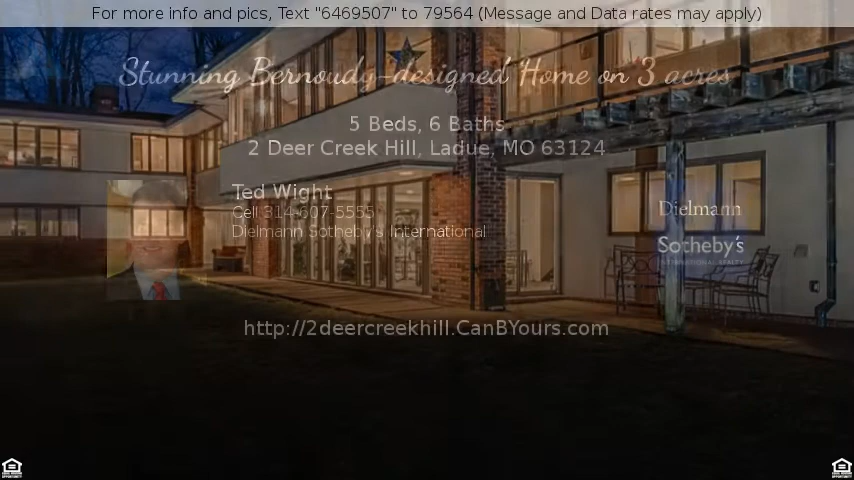 For more info and pics, Text "6469507" to 79564 (Message and Data rates may apply)
Stunning Bernoudy-designed Home on 3 acres
5 Beds, 6 Baths
2 Deer Creek Hill, Ladue, MO 63124
Ted Wight
Cell 314-607-5555
Dielmann Sotheby's International
Dielmann
Sotheby's
INTERNATIONAL REALTY
http://2deercreekhill.CanBYours.com